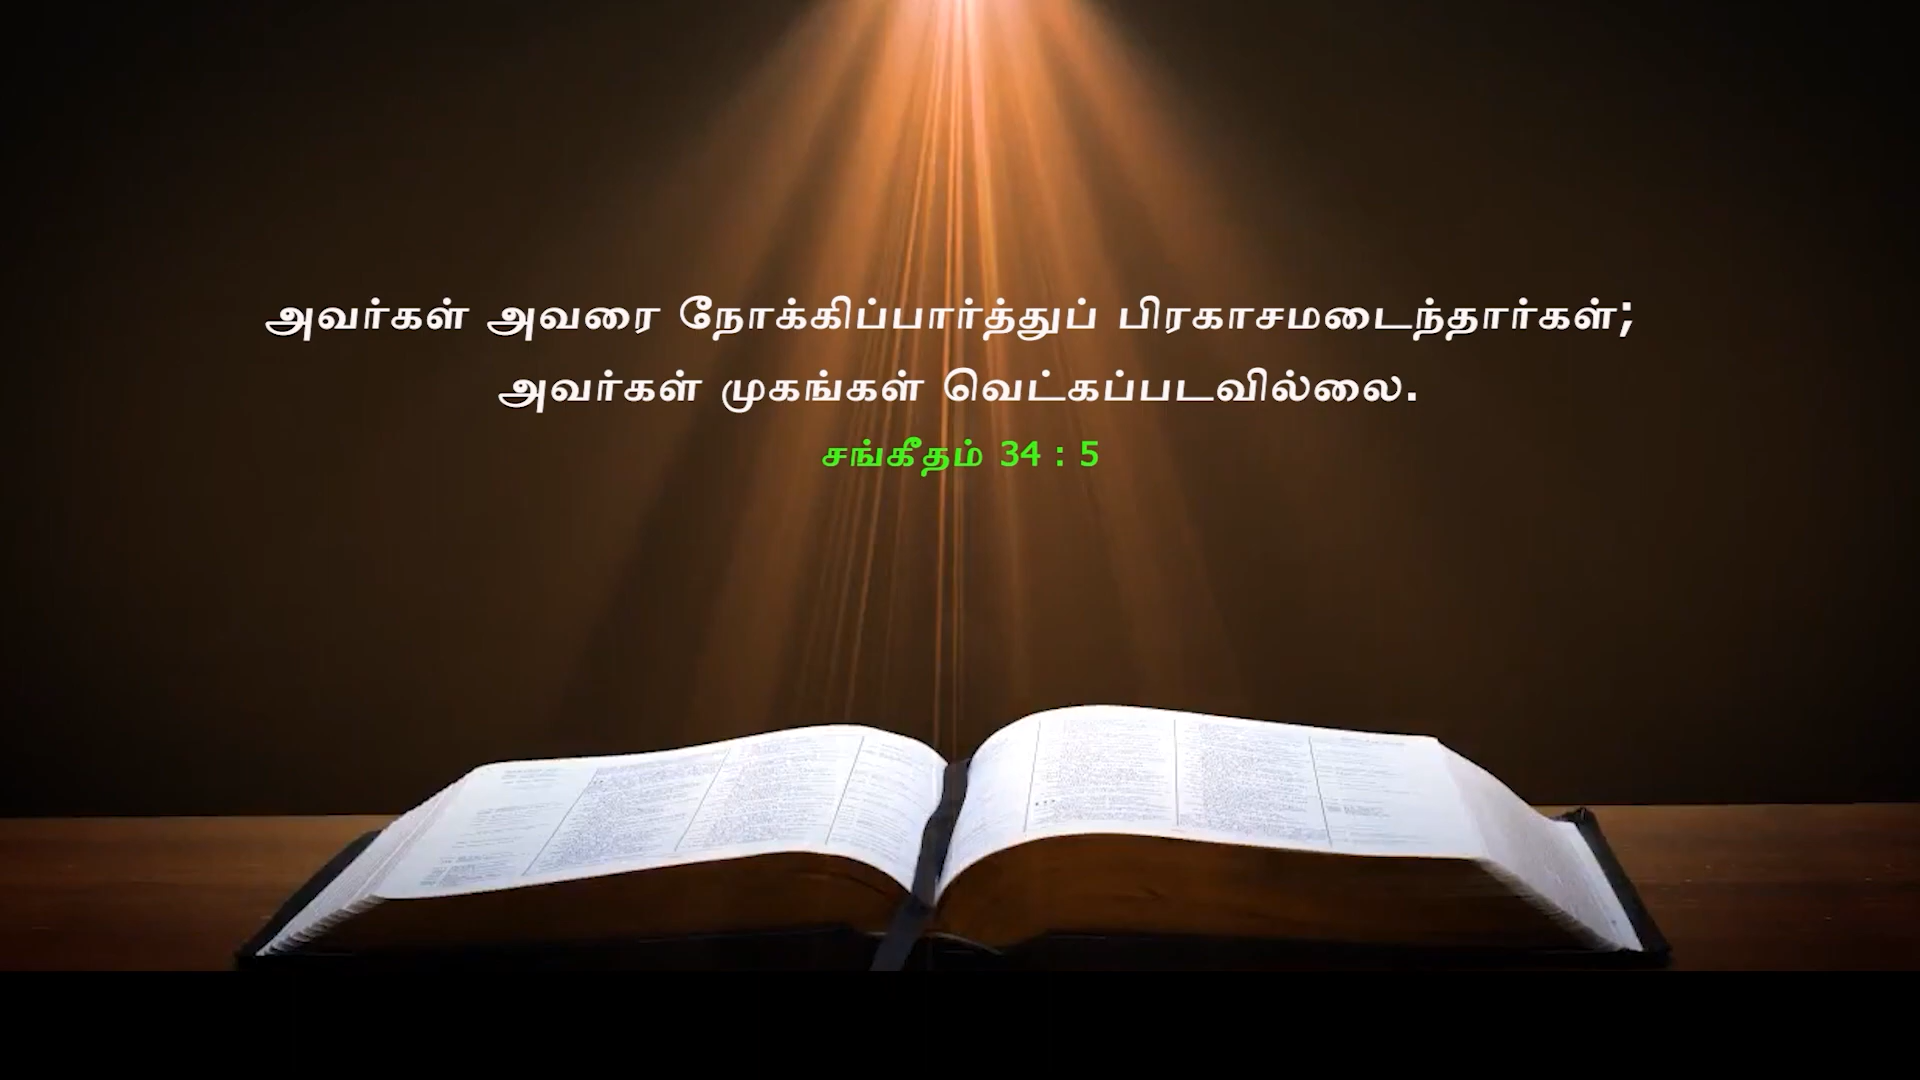 அவர்கள் அவரை நோக்கிப்பார்த்துப் பிரகாசமடைந்தார்கள்;
அவர்கள் முகங்கள் வெட்கப்படவில்லை.
சங்கீதம் 34 : 5